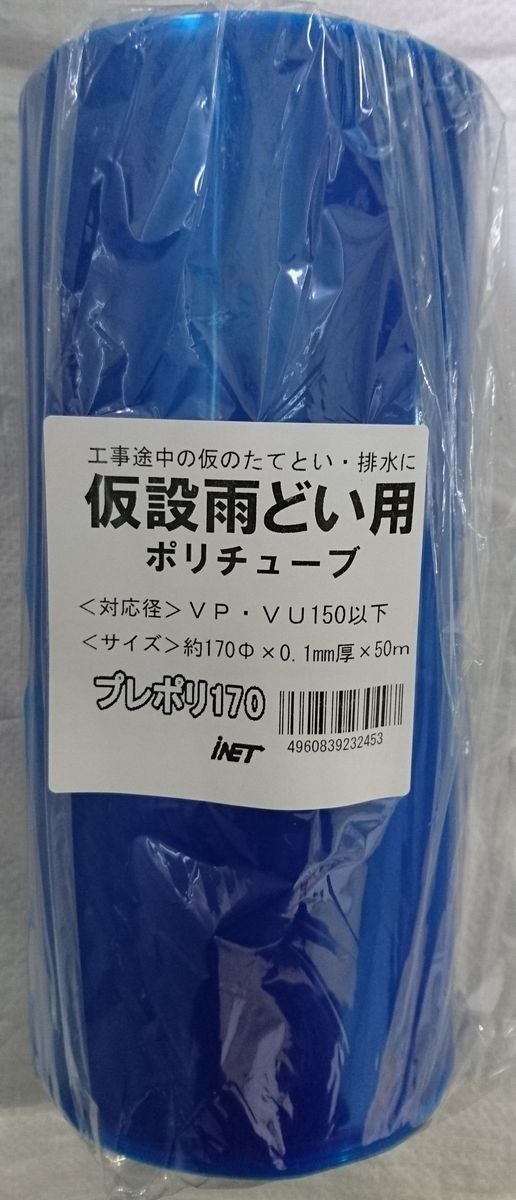 工事途中の仮のたてとい・排水に
仮設雨どい用
ポリチューブ
＜対応径＞ＶＰ・ＶＵ150以下
＜サイズ＞約170Φ×0.1mm厚×50m
プレポリ170
iNET
4960839232453